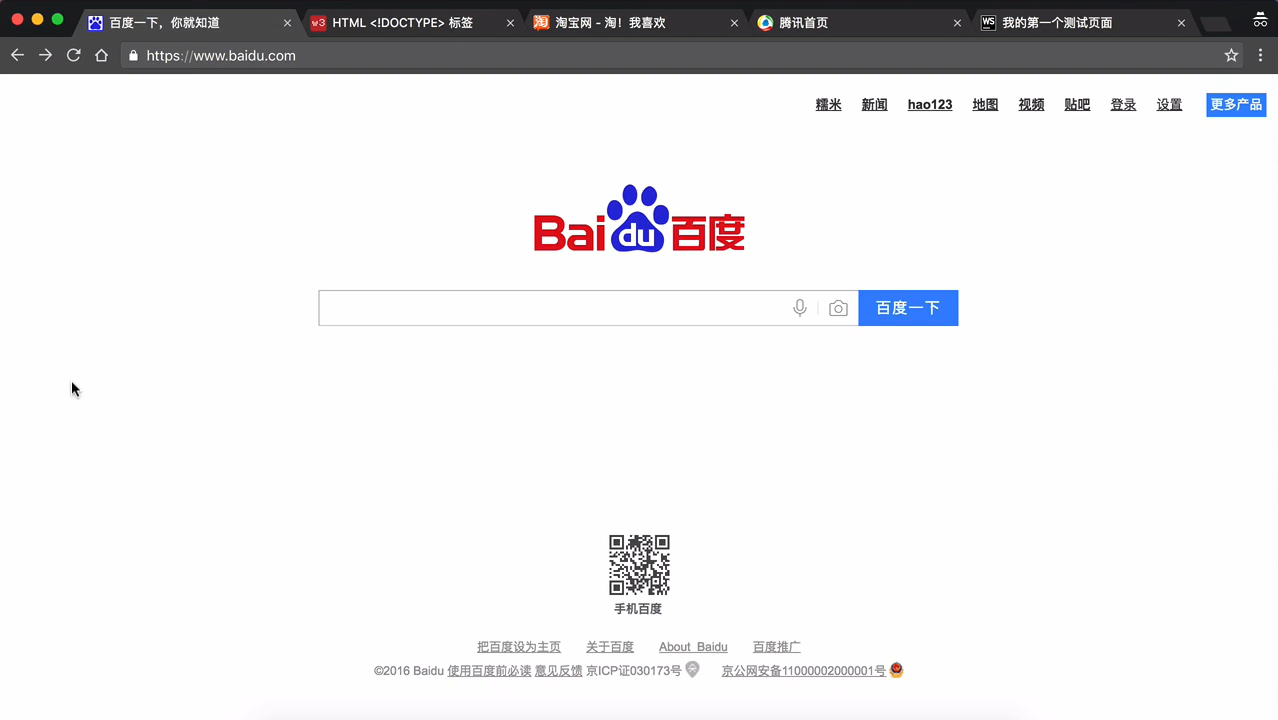 百度一下，你就知道
HTML <!DOCTYPE> 标签
淘宝网 - 淘！我喜欢
腾讯首页
我的第一个测试页面
https://www.baidu.com
糯米 新闻 hao123 地图 视频 贴吧 登录 设置 更多产品
Baidu百度
百度一下
手机百度
把百度设为主页 关于百度 About Baidu 百度推广
©2016 Baidu 使用百度前必读 意见反馈 京ICP证030173号 京公网安备11000002000001号